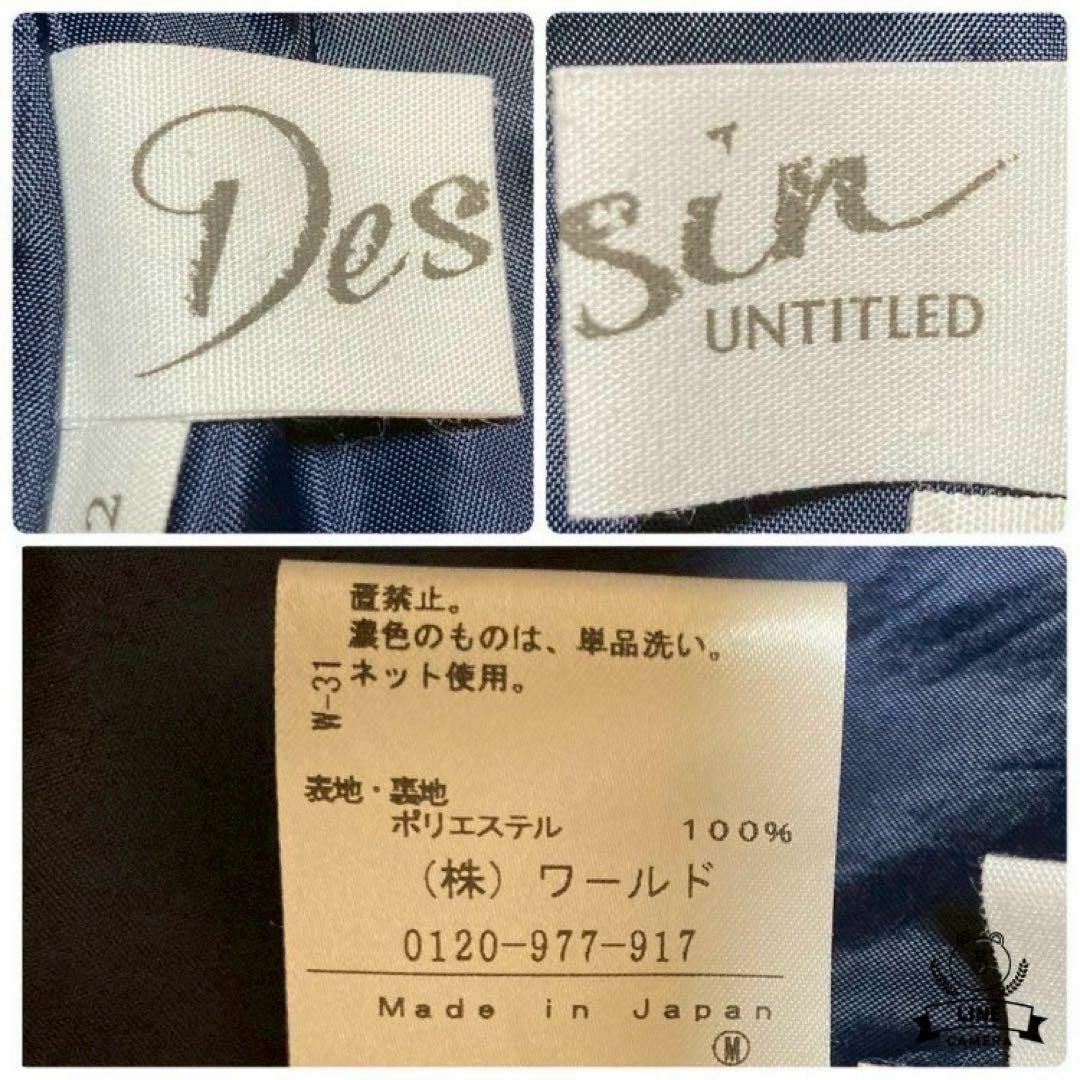 Des
2
sin
UNTITLED
直禁止。
濃色のものは、単品洗い。
ネット使用。
W-31
表地・裏地
ポリエステル 100%
(株) ワールド
0120-977-917
Made in Japan
Ⓜ
LINE
CAMERA